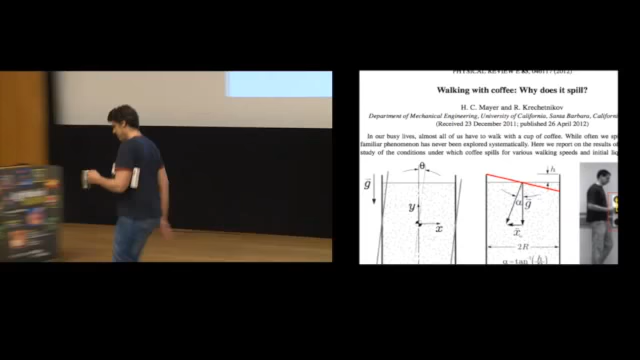 PHYSICAL REVIEW E 85, 046117 (2012)
Walking with coffee: Why does it spill?
H. C. Mayer and R. Krechetnikov
Department of Mechanical Engineering, University of California, Santa Barbara, Californ
(Received 23 December 2011; published 26 April 2012)
In our busy lives, almost all of us have to walk with a cup of coffee. While often we sp
familiar phenomenon has never been explored systematically. Here we report on the results o
study of the conditions under which coffee spills for various walking speeds and initial liq
Θ
h
g
α g
y
x
x
2R
α = tan